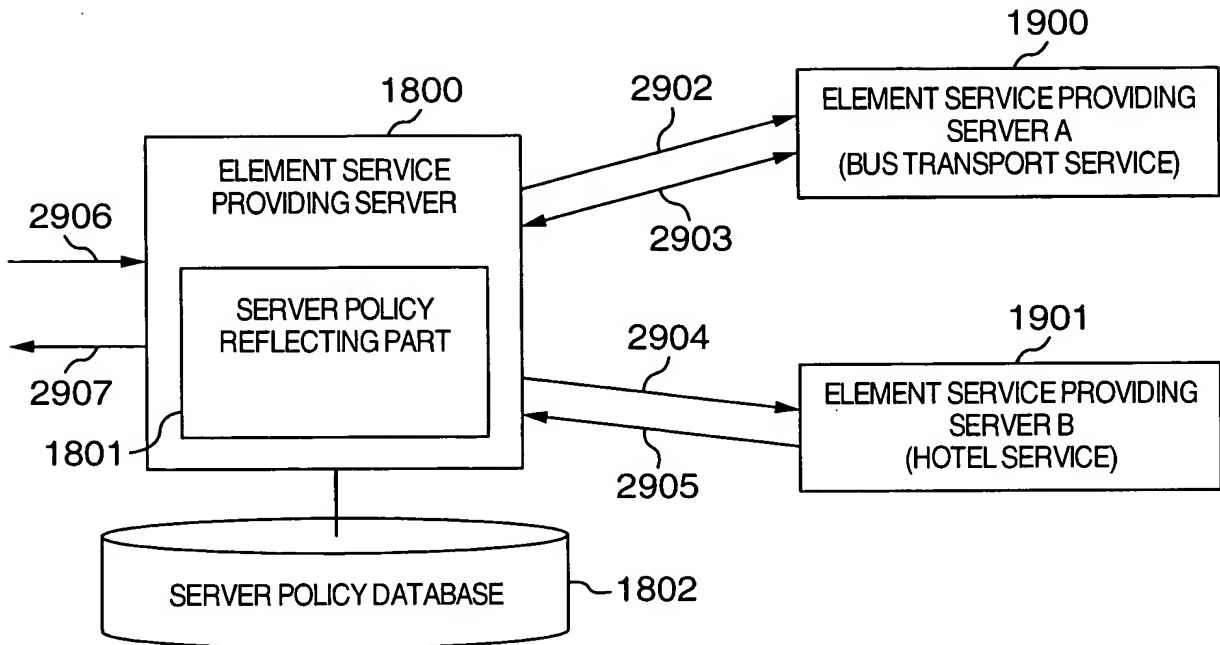 1800
ELEMENT SERVICE
PROVIDING SERVER
2906
2907
SERVER POLICY
REFLECTING PART
1801
SERVER POLICY DATABASE
1802
2902
2903
2904
2905
1900
ELEMENT SERVICE PROVIDING
SERVER A
(BUS TRANSPORT SERVICE)
1901
ELEMENT SERVICE PROVIDING
SERVER B
(HOTEL SERVICE)